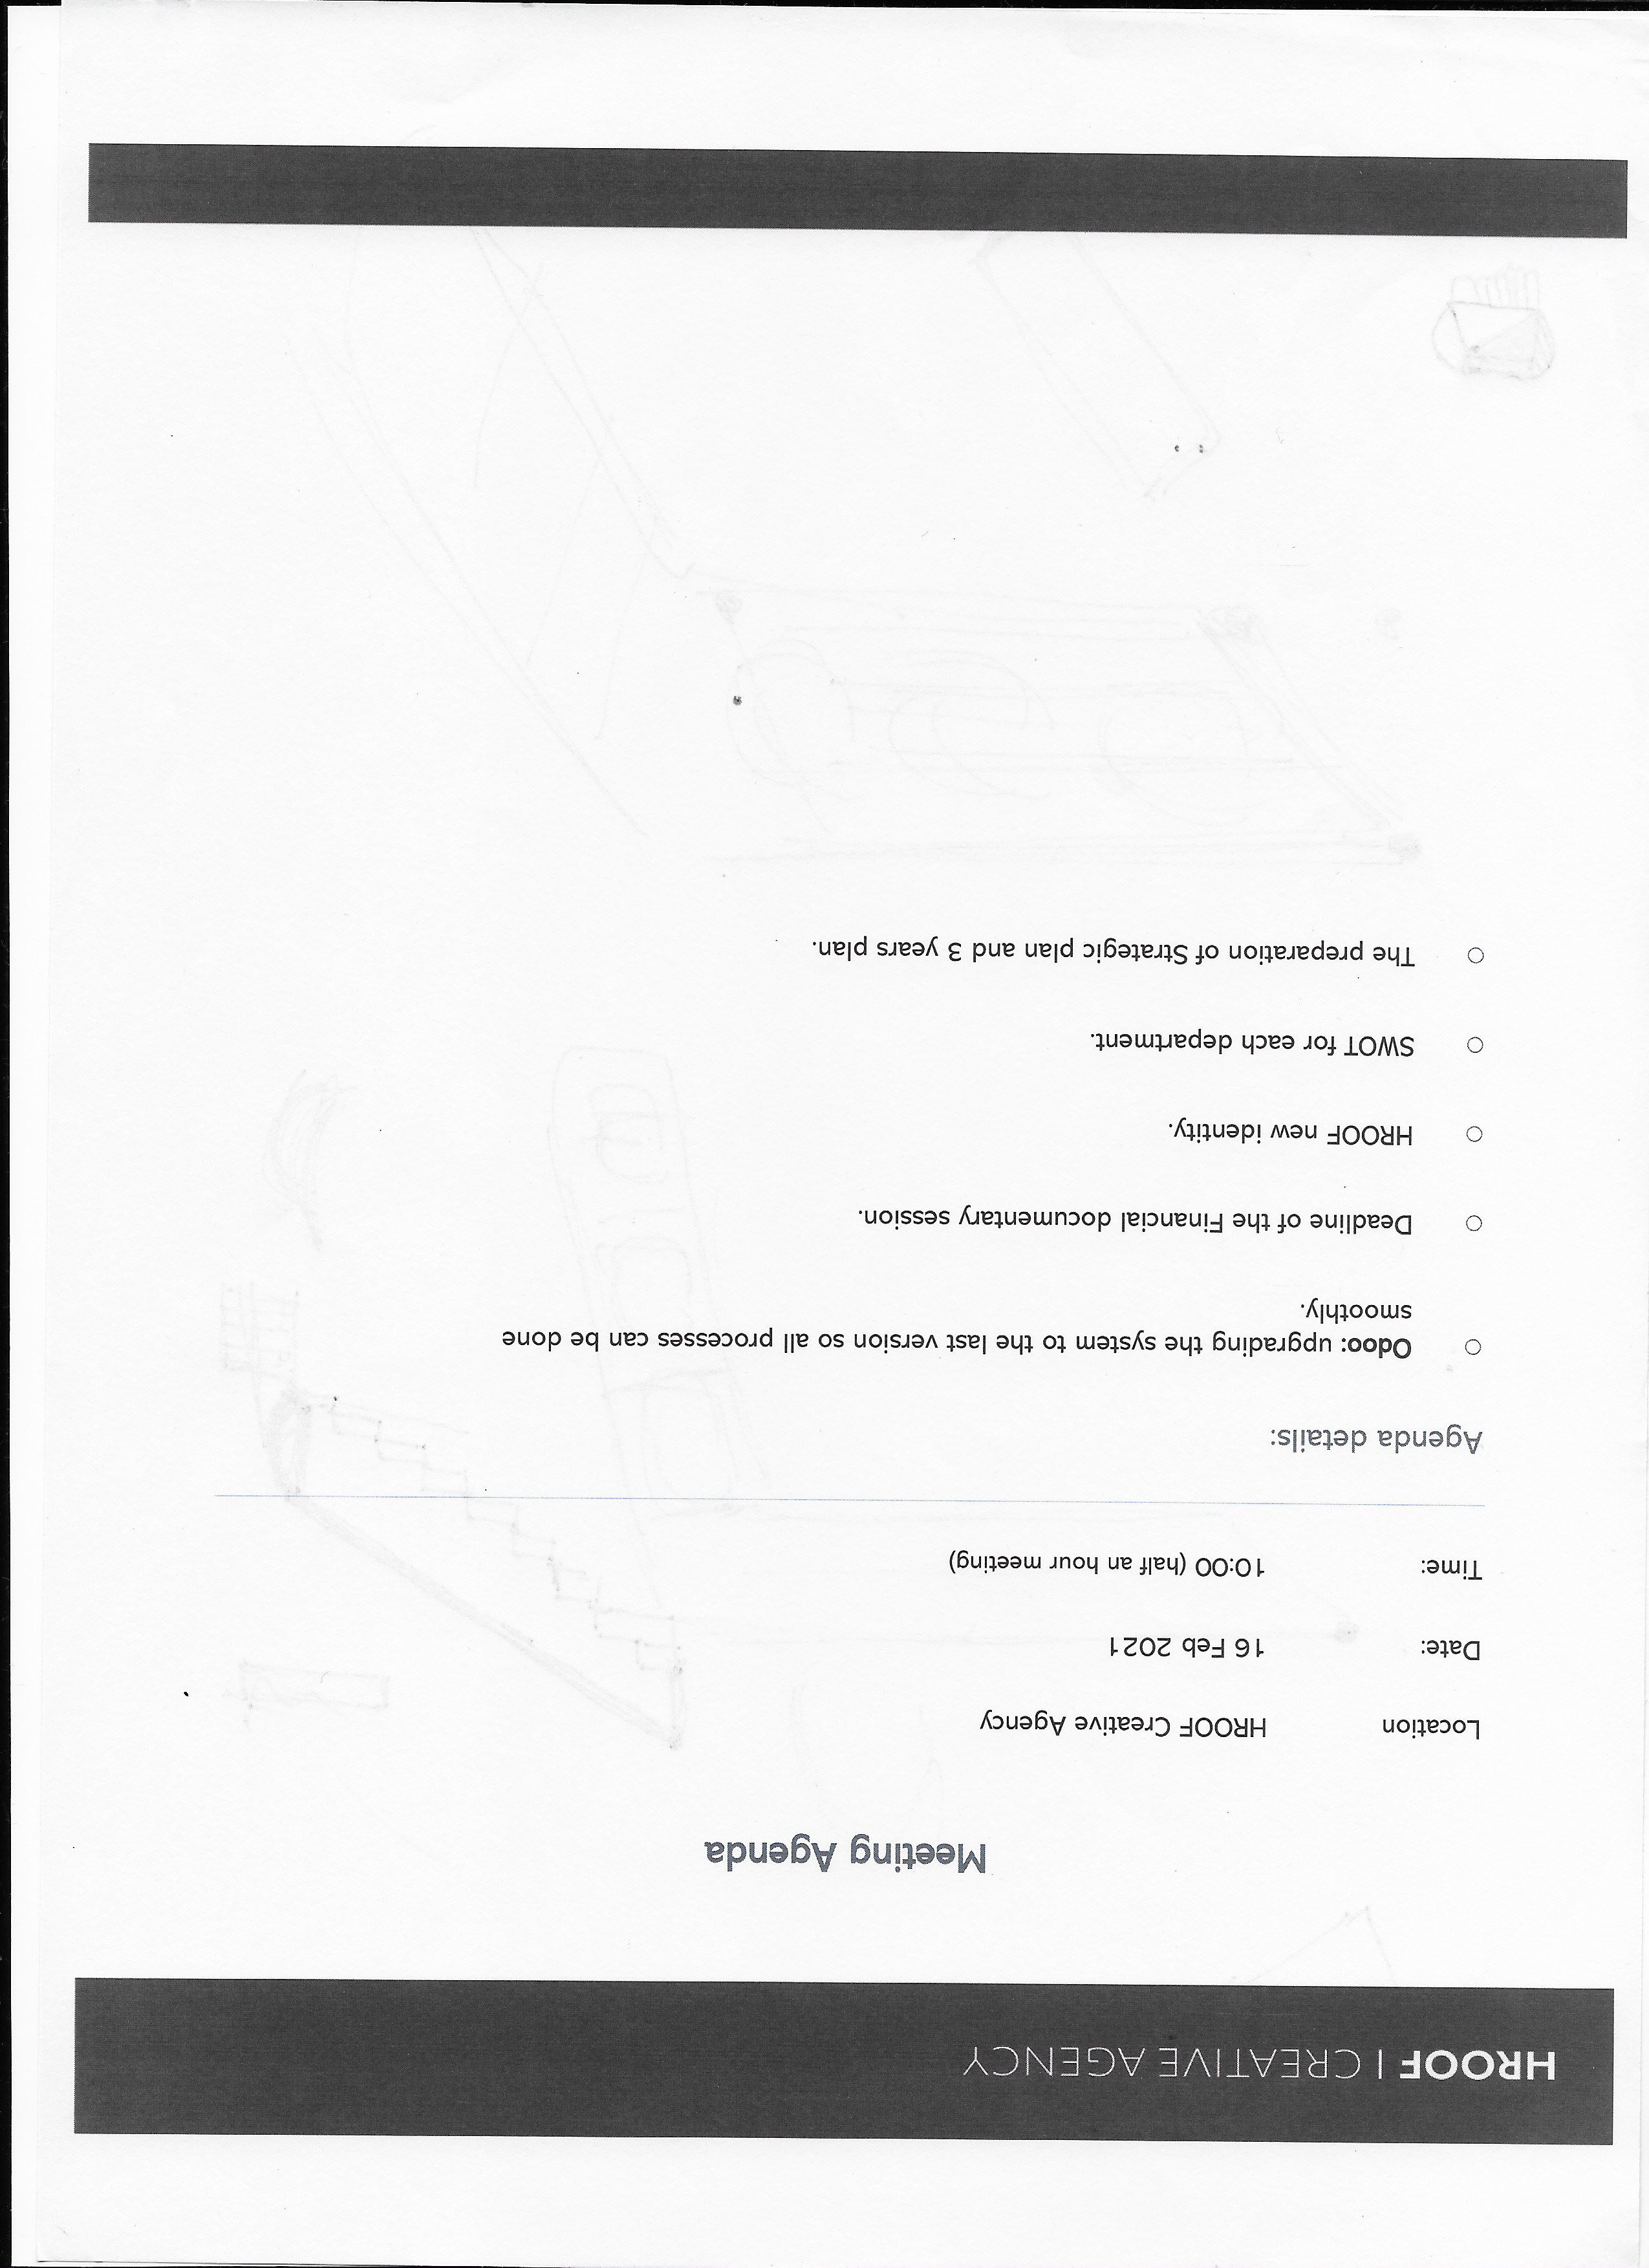 HROOF | CREATIVE AGENCY
Meeting Agenda
Location HROOF Creative Agency
Date: 16 Feb 2021
Time: 10:00 (half an hour meeting)
Agenda details:
○ Odoo: upgrading the system to the last version so all processes can be done
smoothly.
○ Deadline of the Financial documentary session.
○ HROOF new identity.
○ SWOT for each department.
○ The preparation of Strategic plan and 3 years plan.